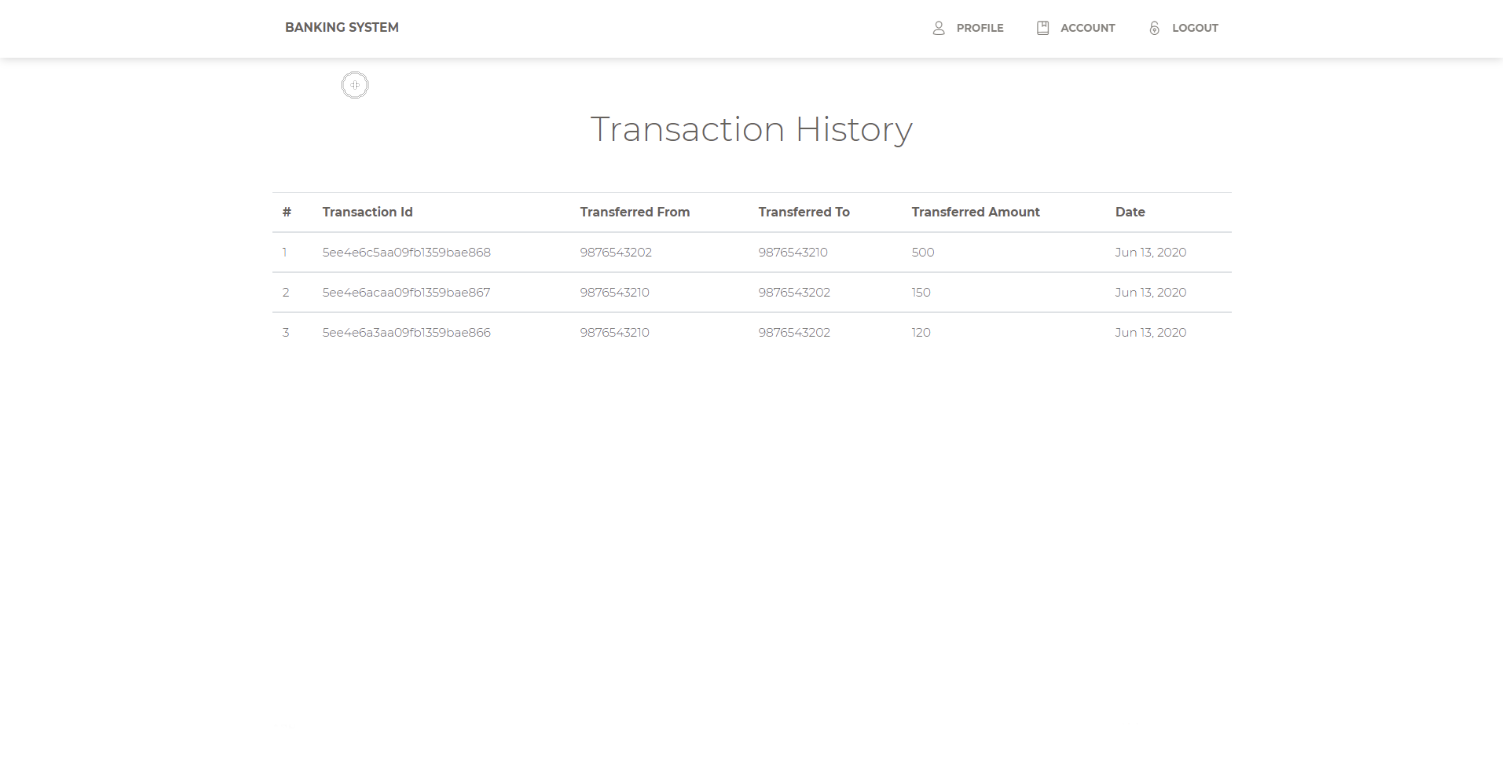 BANKING SYSTEM PROFILE ACCOUNT LOGOUT
Transaction History
# Transaction Id Transferred From Transferred To Transferred Amount Date
1 5ee4e6c5aa09fb1359bae868 9876543202 9876543210 500 Jun 13, 2020
2 5ee4e6acaa09fb1359bae867 9876543210 9876543202 150 Jun 13, 2020
3 5ee4e6a3aa09fb1359bae866 9876543210 9876543202 120 Jun 13, 2020